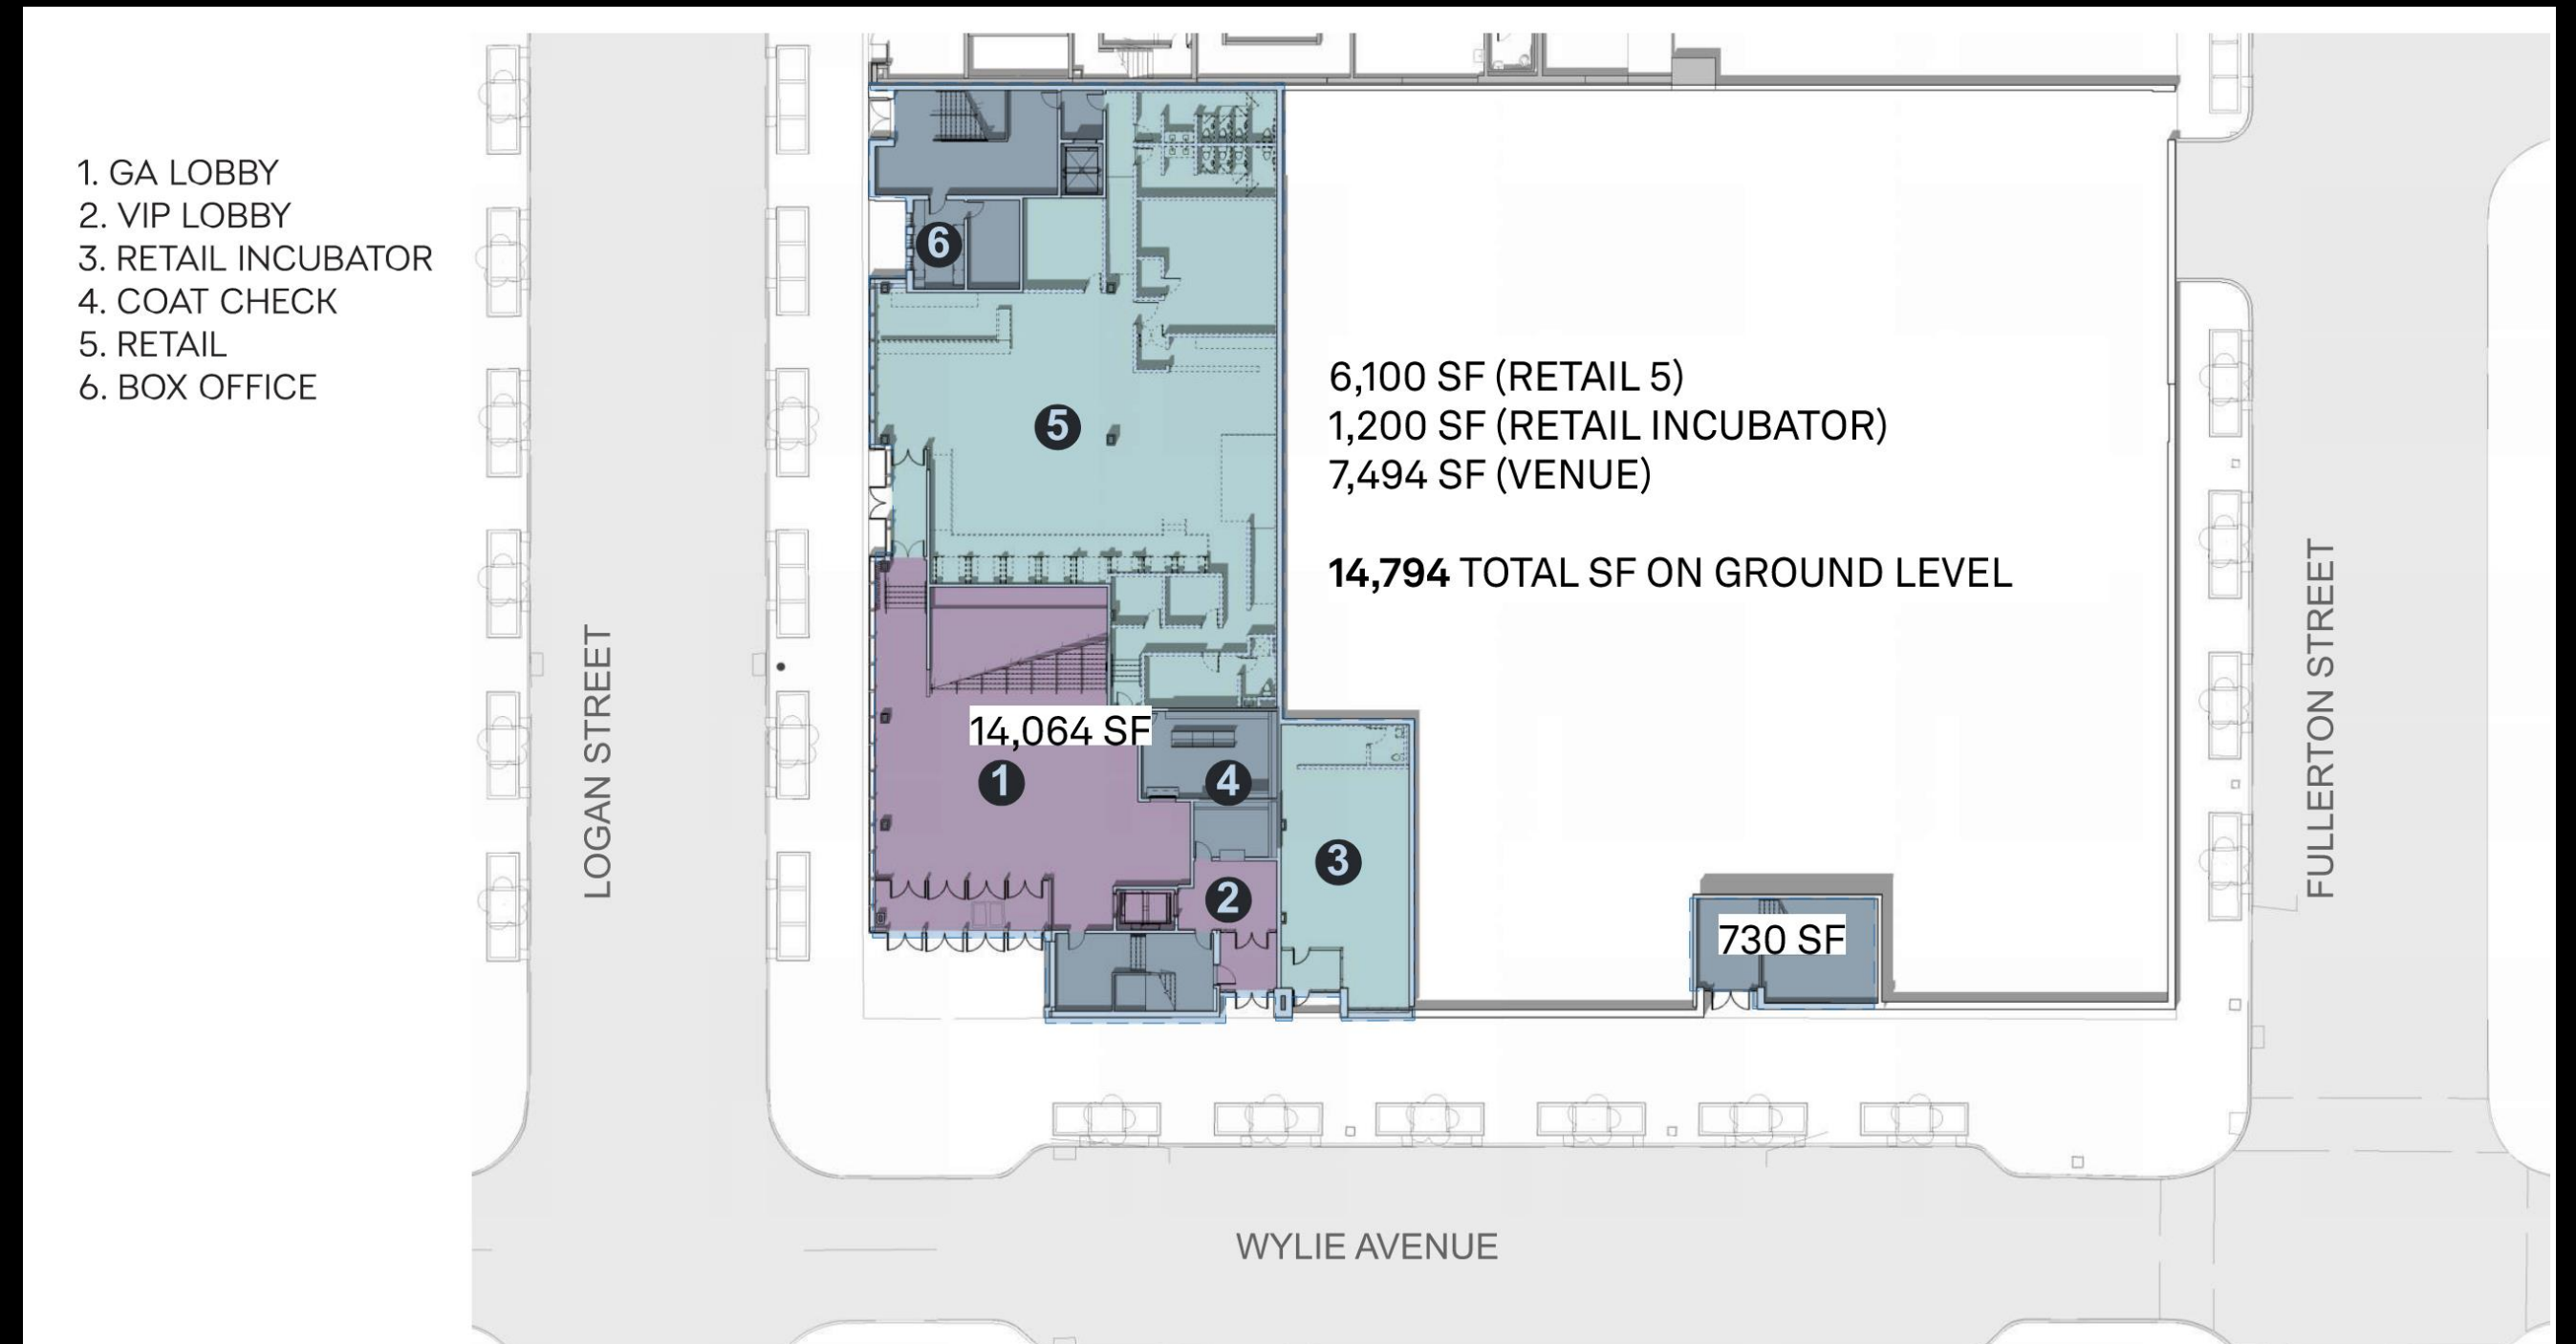 1. GA LOBBY
2. VIP LOBBY
3. RETAIL INCUBATOR
4. COAT CHECK
5. RETAIL
6. BOX OFFICE
6
5
6,100 SF (RETAIL 5)
1,200 SF (RETAIL INCUBATOR)
7,494 SF (VENUE)
14,794 TOTAL SF ON GROUND LEVEL
LOGAN STREET
14,064 SF
1
4
3
2
730 SF
FULLERTON STREET
WYLIE AVENUE